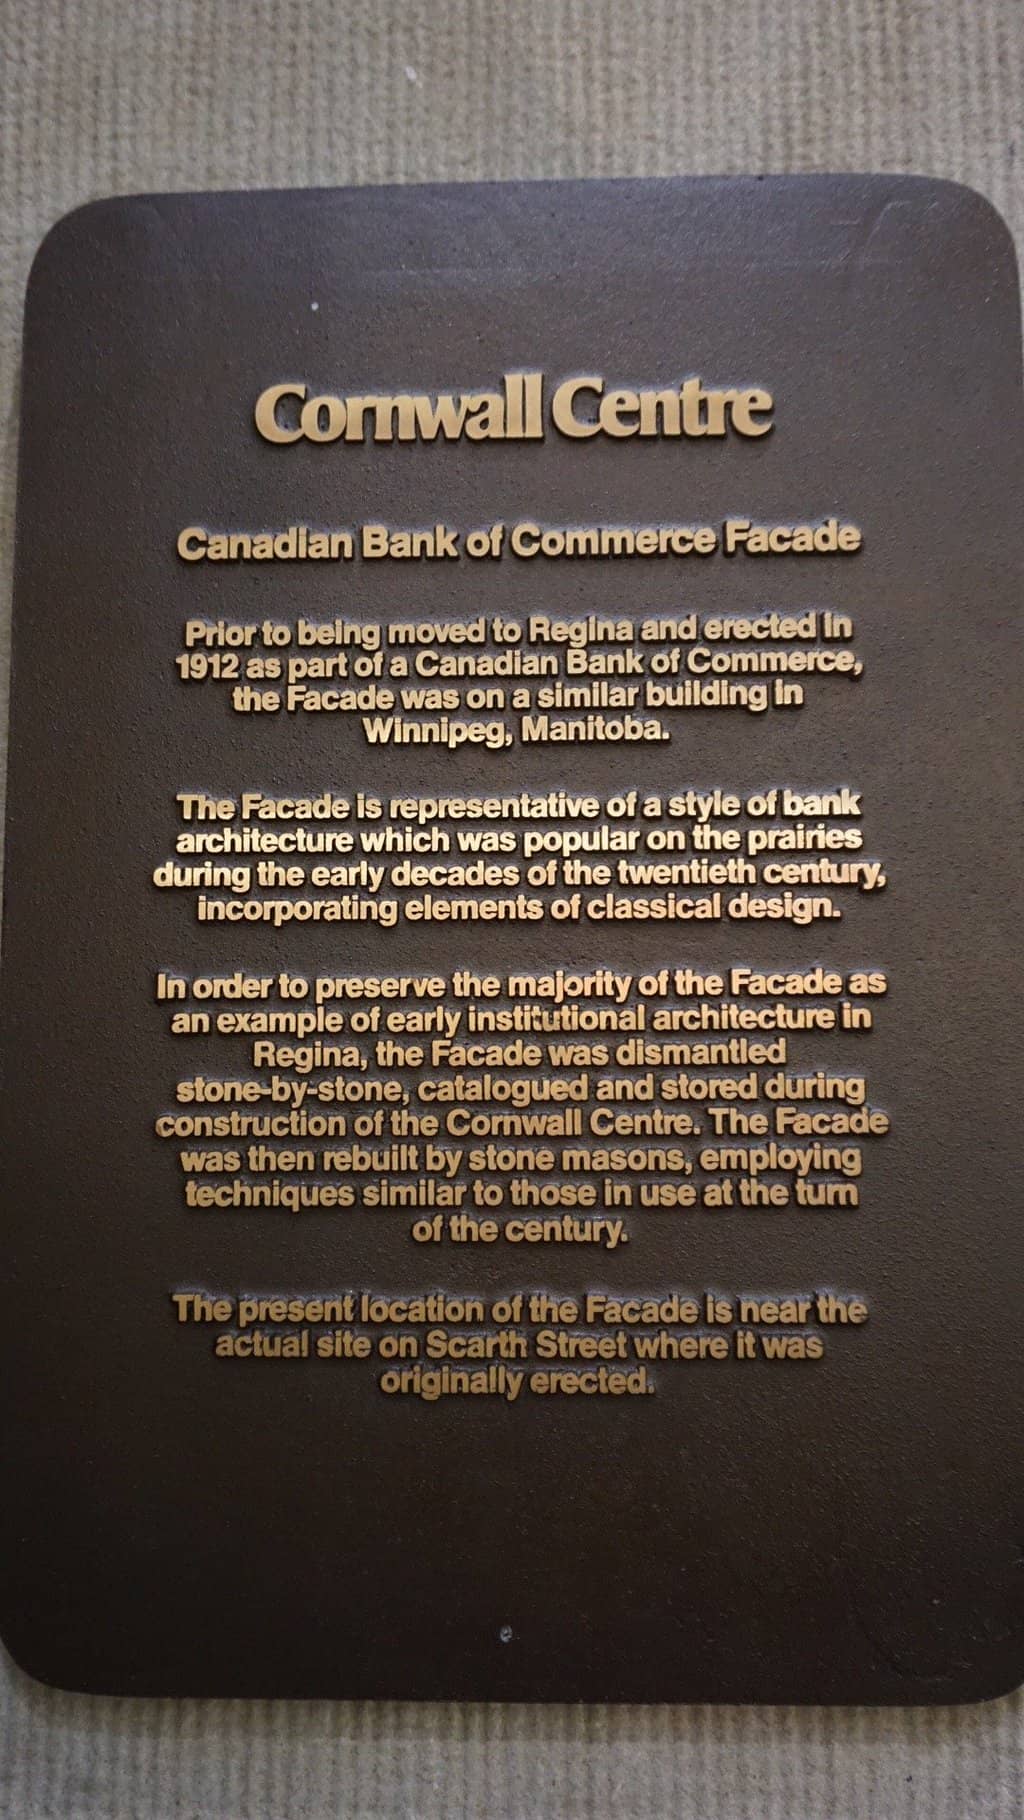 Cornwall Centre
Canadian Bank of Commerce Facade
Prior to being moved to Regina and erected in
1912 as part of a Canadian Bank of Commerce,
the Facade was on a similar building in
Winnipeg, Manitoba.
The Facade is representative of a style of bank
architecture which was popular on the prairies
during the early decades of the twentieth century,
incorporating elements of classical design.
In order to preserve the majority of the Facade as
an example of early institutional architecture in
Regina, the Facade was dismantled
stone-by-stone, catalogued and stored during
construction of the Cornwall Centre. The Facade
was then rebuilt by stone masons, employing
techniques similar to those in use at the turn
of the century.
The present location of the Facade is near the
actual site on Scarth Street where it was
originally erected.